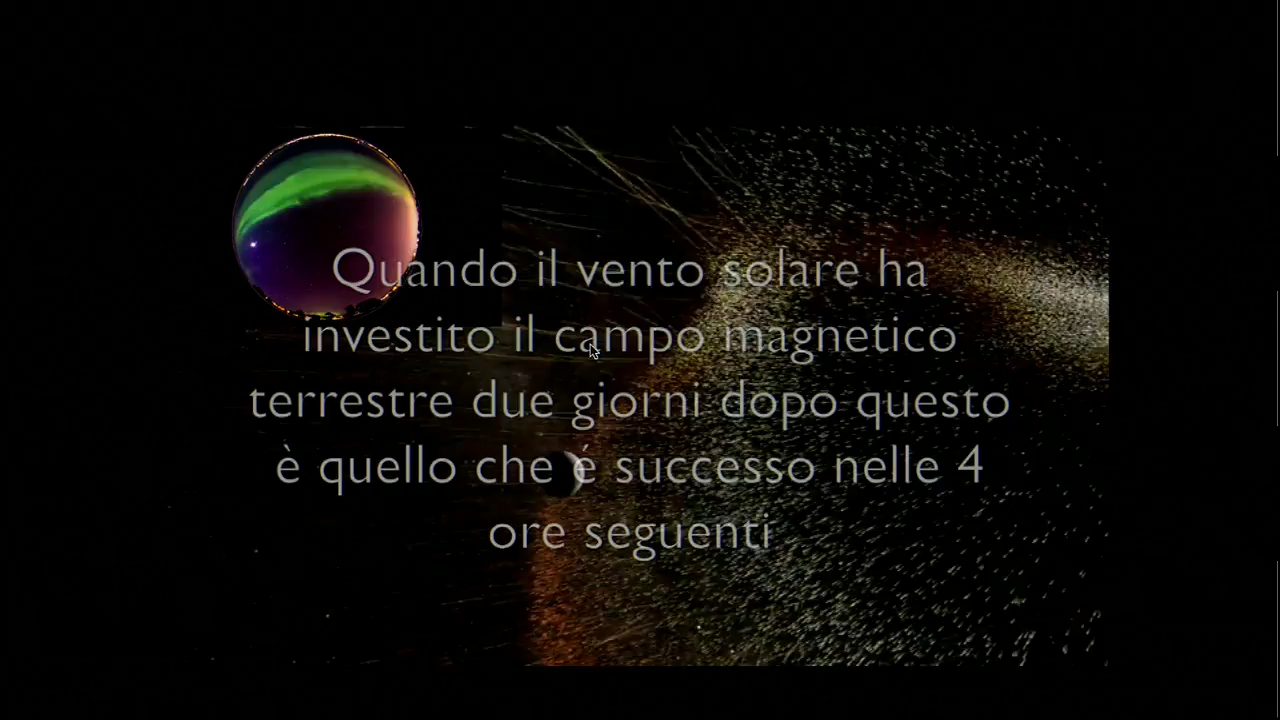 Quando il vento solare ha
investito il campo magnetico
terrestre due giorni dopo questo
è quello che é successo nelle 4
ore seguenti